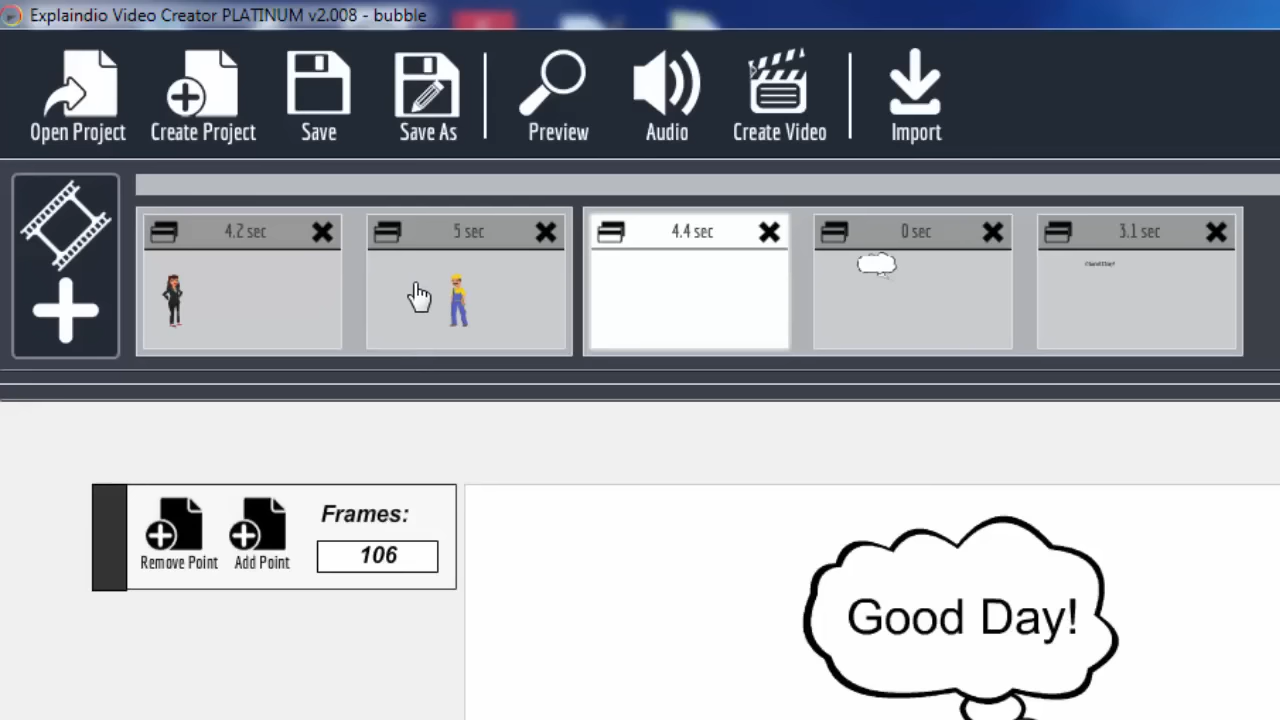 Explaindio Video Creator PLATINUM v2.008 - bubble
Open Project Create Project Save Save As Preview Audio Create Video Import
4.2 sec 5 sec 4.4 sec 0 sec 3.1 sec
Good Day!
Frames:
Remove Point Add Point 106
Good Day!